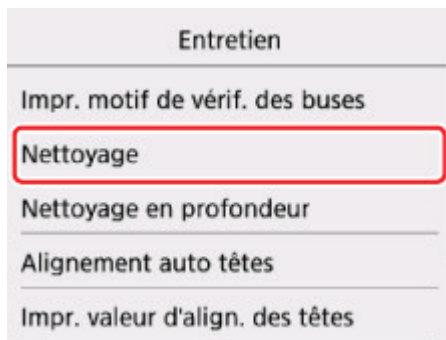 Entretien
Impr. motif de vérif. des buses
Nettoyage
Nettoyage en profondeur
Alignement auto têtes
Impr. valeur d'align. des têtes